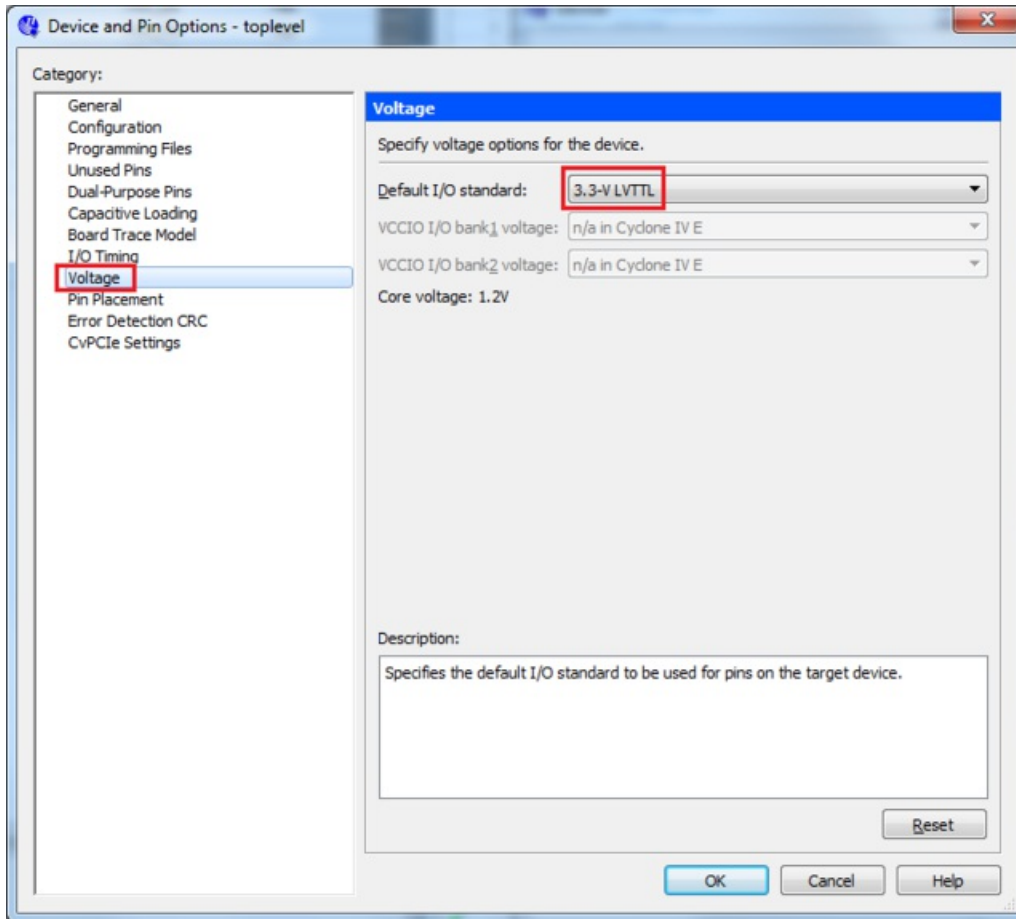 Device and Pin Options - toplevel
Category:
General
Configuration
Programming Files
Unused Pins
Dual-Purpose Pins
Capacitive Loading
Board Trace Model
I/O Timing
Voltage
Pin Placement
Error Detection CRC
CvPCIe Settings
Voltage
Specify voltage options for the device.
Default I/O standard: 3.3-V LVTTL
VCCIO I/O bank1 voltage: n/a in Cyclone IV E
VCCIO I/O bank2 voltage: n/a in Cyclone IV E
Core voltage: 1.2V
Description:
Specifies the default I/O standard to be used for pins on the target device.
Reset
OK Cancel Help